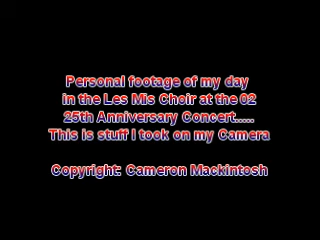 Personal footage of my day
in the Les Mis Choir at the 02
25th Anniversary Concert.....
This is stuff I took on my Camera
Copyright: Cameron Mackintosh